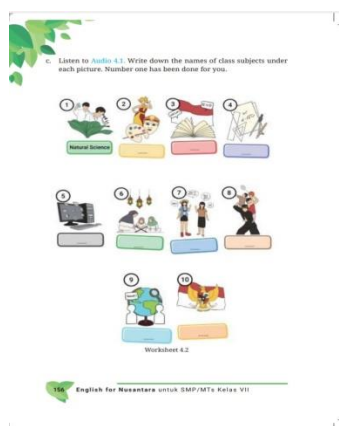 c. Listen to Audio 4.1. Write down the names of class subjects under
each picture. Number one has been done for you.
1
2
3
4
Natural Science
5
6
7
8
9
10
Worksheet 4.2
156 English for Nusantara untuk SMP/MTs Kelas VII